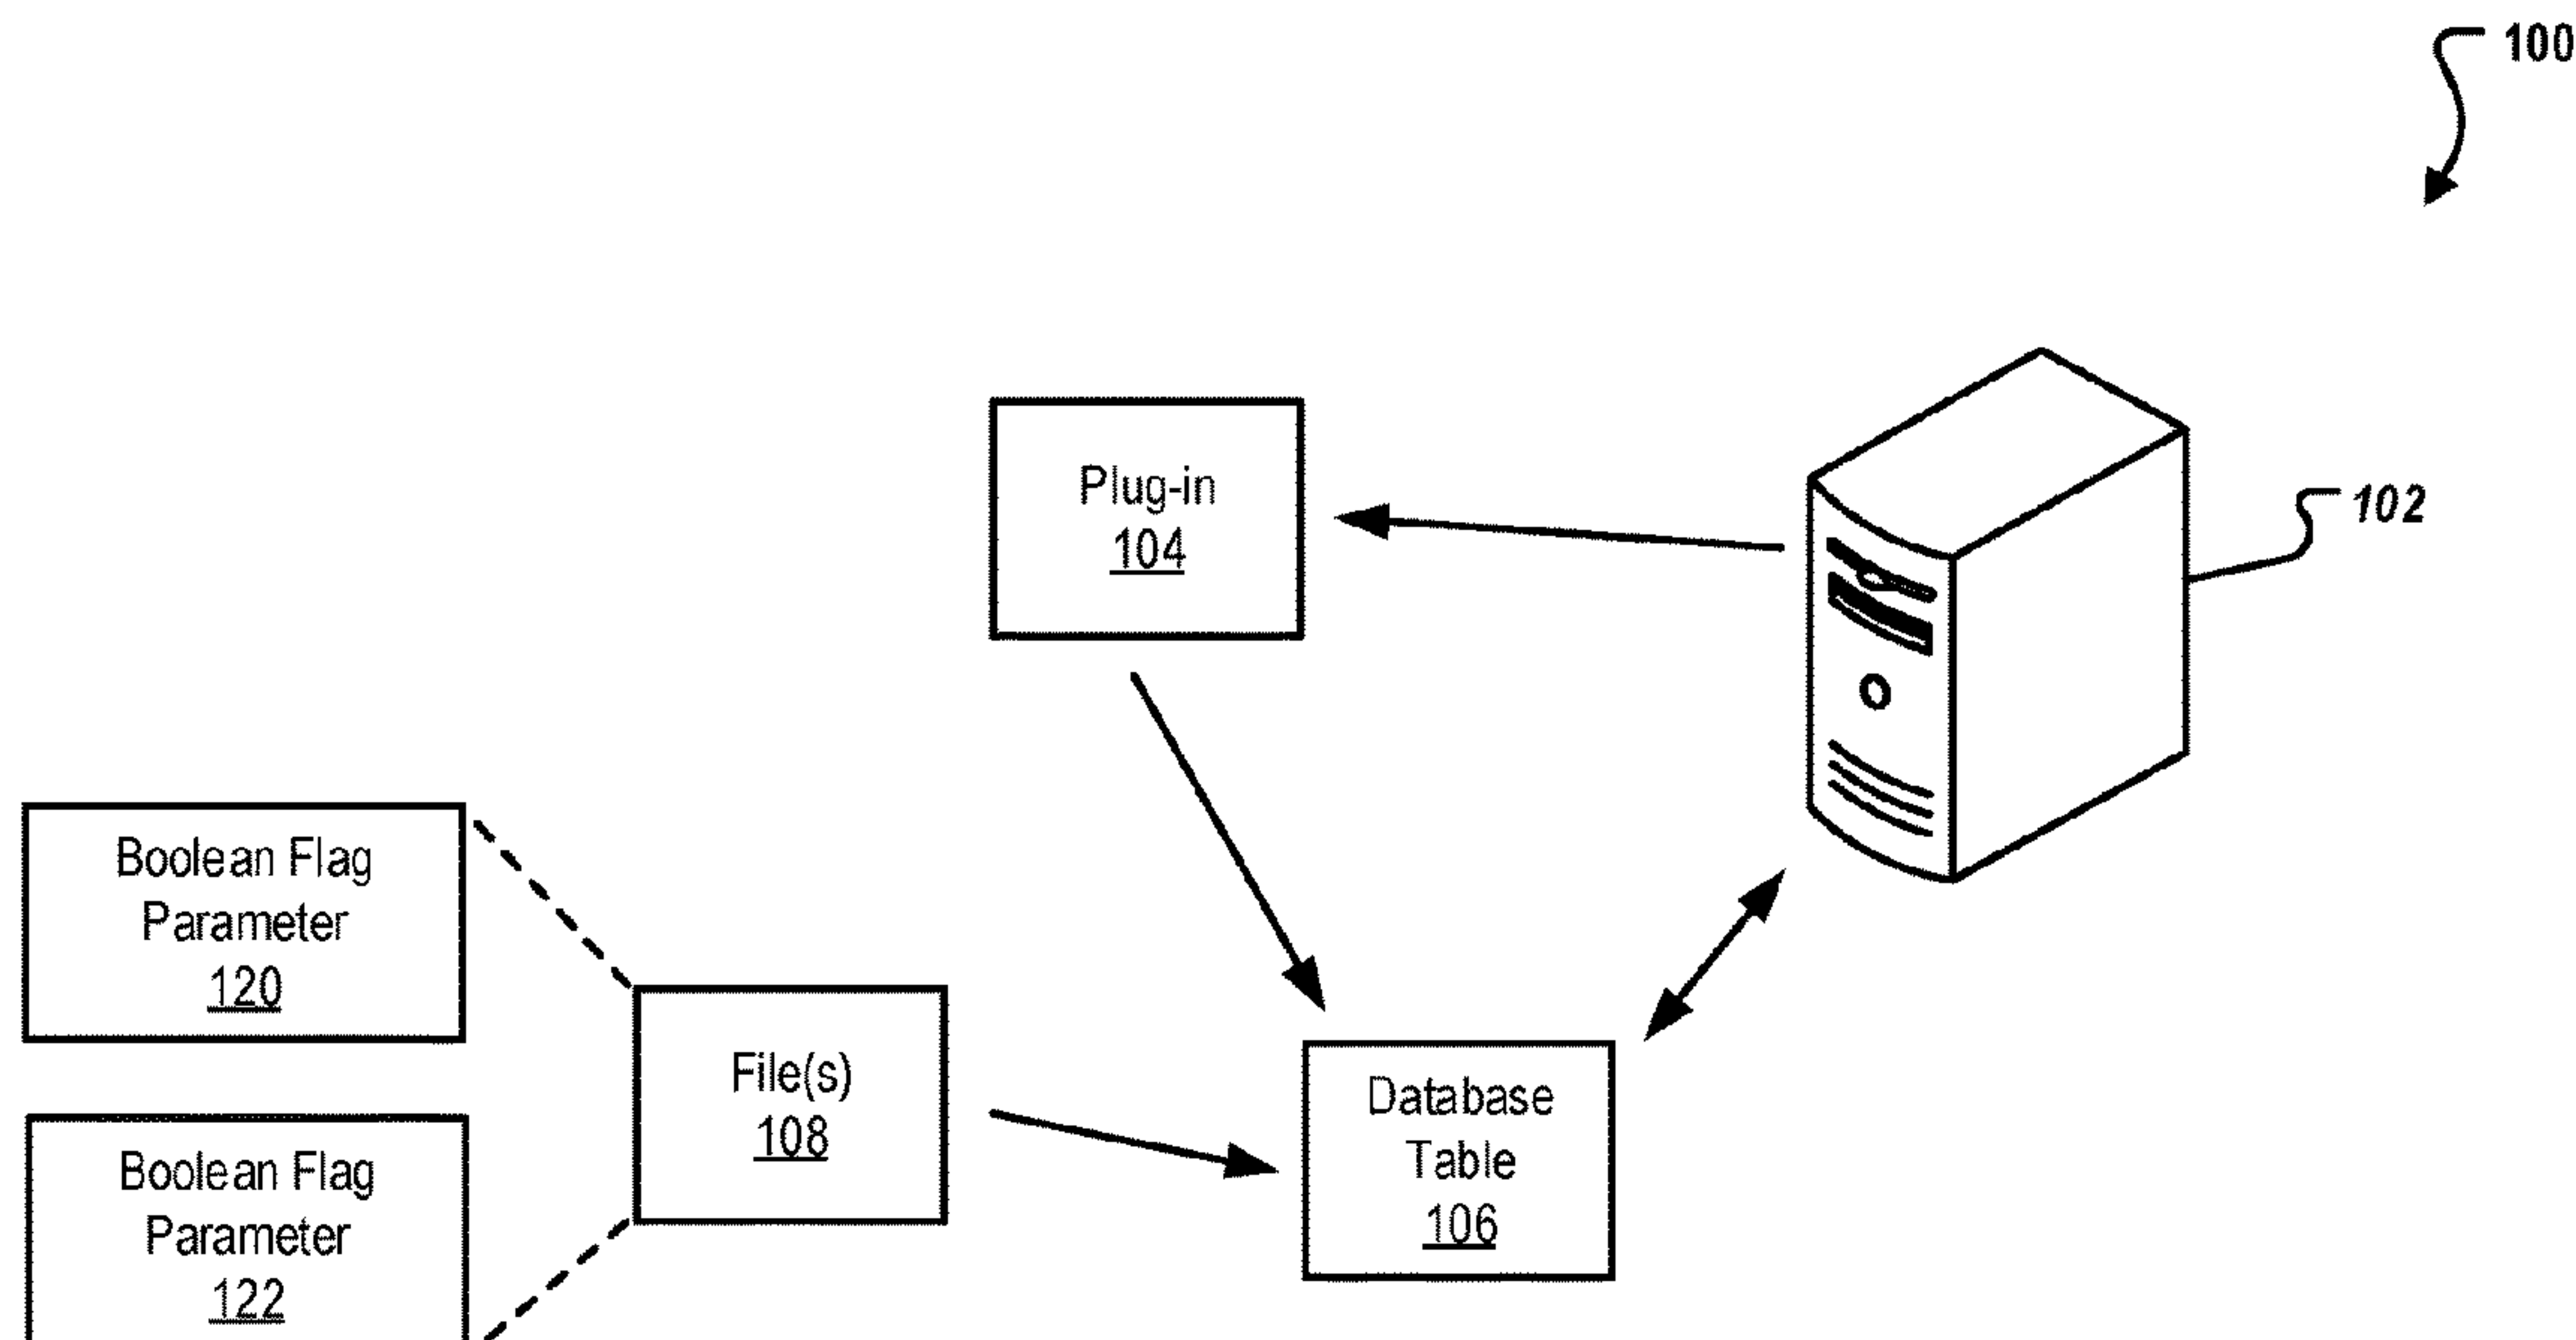 100
Plug-in
104
102
Boolean Flag
Parameter
120
File(s)
108
Database
Table
106
Boolean Flag
Parameter
122